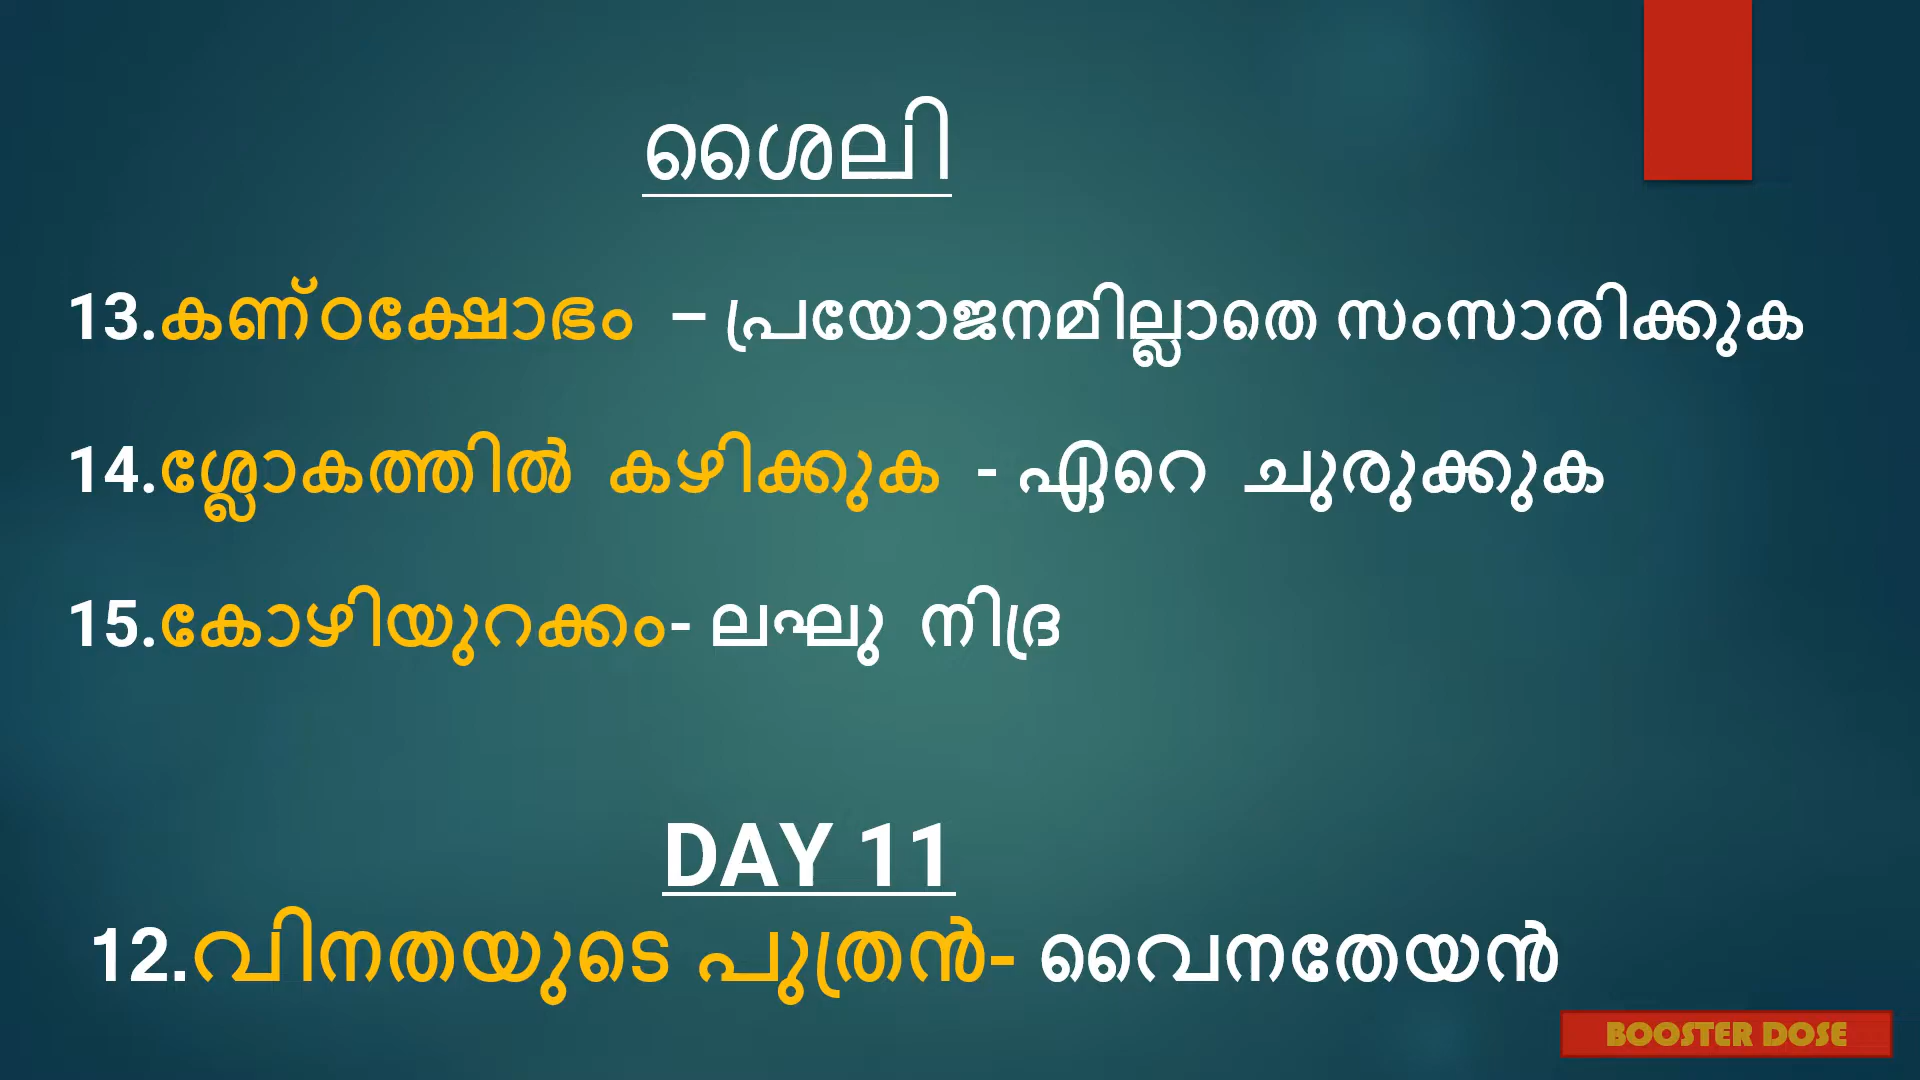 ശൈലി
13.കണ്ഠക്ഷോഭം – പ്രയോജനമില്ലാതെ സംസാരിക്കുക
14.ശ്ലോകത്തിൽ കഴിക്കുക - ഏറെ ചുരുക്കുക
15.കോഴിയുറക്കം- ലഘു നിദ്ര
DAY 11
12.വിനതയുടെ പുത്രൻ- വൈനതേയൻ
BOOSTER DOSE